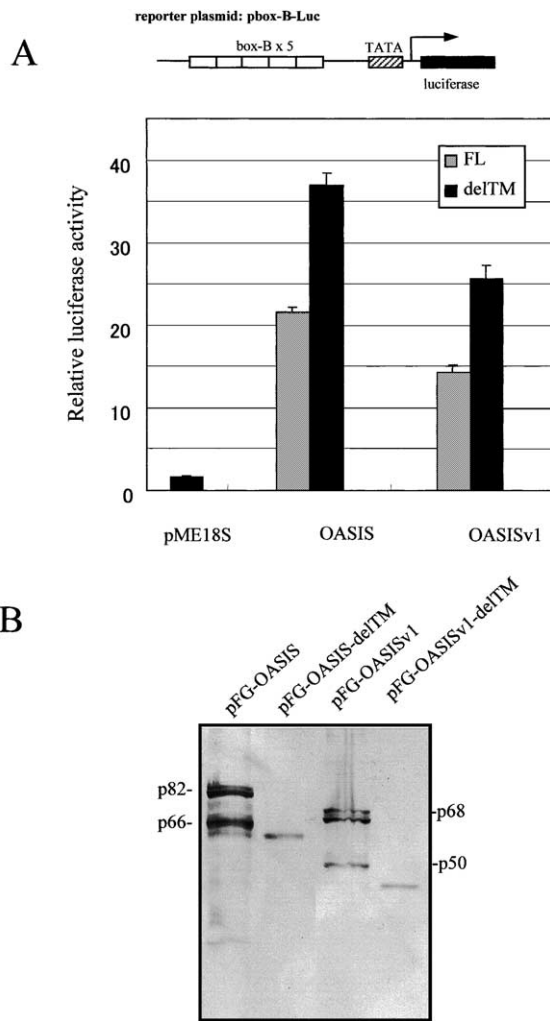 reporter plasmid: pbox-B-Luc
A
box-B x 5
TATA
luciferase
Relative luciferase activity
40
30
20
10
0
FL
delTM
pME18S
OASIS
OASISv1
B
pFG-OASIS
pFG-OASIS-delTM
pFG-OASISv1
pFG-OASISv1-delTM
p82-
p66-
-p68
-p50